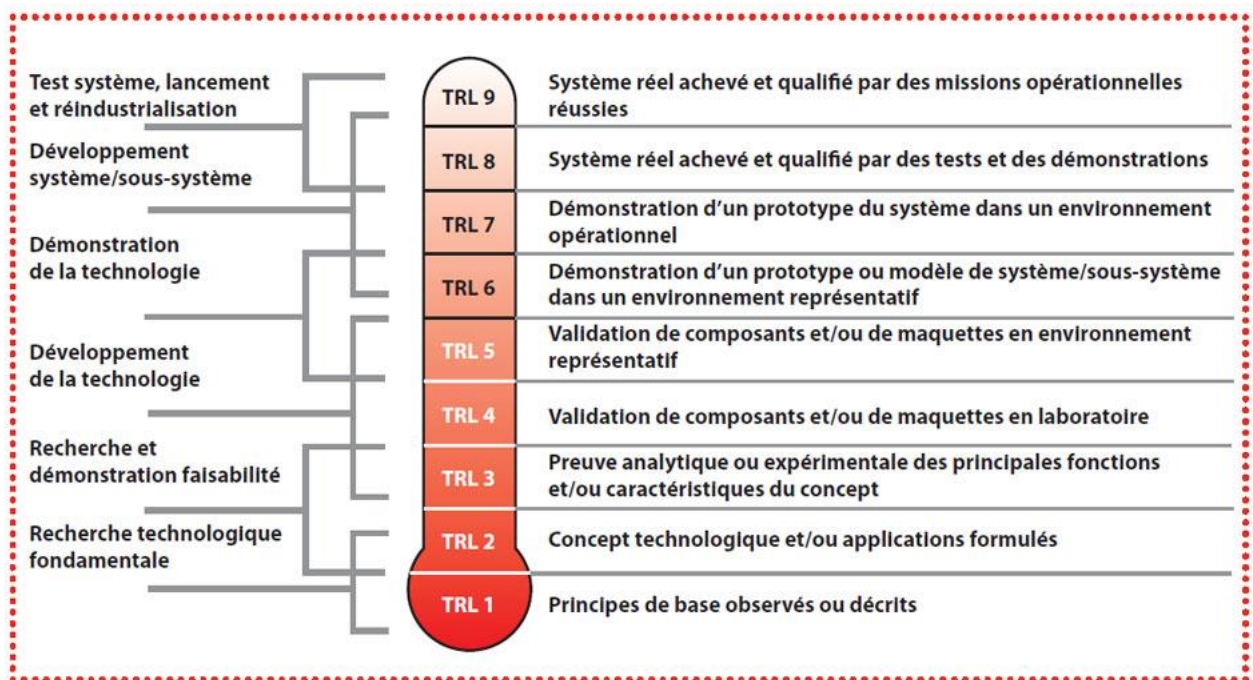 Test système, lancement
et réindustrialisation
Développement
système/sous-système
Démonstration
de la technologie
Développement
de la technologie
Recherche et
démonstration faisabilité
Recherche technologique
fondamentale
TRL 9
TRL 8
TRL 7
TRL 6
TRL 5
TRL 4
TRL 3
TRL 2
TRL 1
Système réel achevé et qualifié par des missions opérationnelles
réussies
Système réel achevé et qualifié par des tests et des démonstrations
Démonstration d’un prototype du système dans un environnement
opérationnel
Démonstration d’un prototype ou modèle de système/sous-système
dans un environnement représentatif
Validation de composants et/ou de maquettes en environnement
représentatif
Validation de composants et/ou de maquettes en laboratoire
Preuve analytique ou expérimentale des principales fonctions
et/ou caractéristiques du concept
Concept technologique et/ou applications formulés
Principes de base observés ou décrits